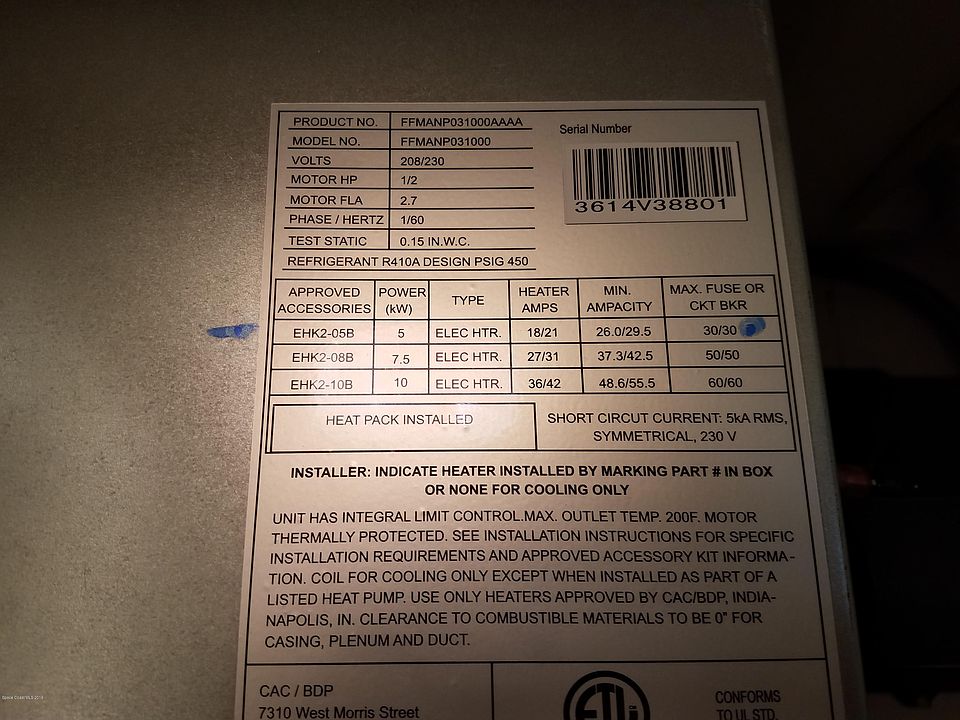 PRODUCT NO. FFMANP031000AAAA
MODEL NO. FFMANP031000
VOLTS 208/230
MOTOR HP 1/2
MOTOR FLA 2.7
PHASE / HERTZ 1/60
TEST STATIC 0.15 IN.W.C.
REFRIGERANT R410A DESIGN PSIG 450
Serial Number
3614V38801
APPROVED ACCESSORIES POWER (kW) TYPE HEATER AMPS MIN. AMPACITY MAX. FUSE OR CKT BKR
EHK2-05B 5 ELEC HTR. 18/21 26.0/29.5 30/30
EHK2-08B 7.5 ELEC HTR. 27/31 37.3/42.5 50/50
EHK2-10B 10 ELEC HTR. 36/42 48.6/55.5 60/60
HEAT PACK INSTALLED
SHORT CIRCUT CURRENT: 5kA RMS,
SYMMETRICAL, 230 V
INSTALLER: INDICATE HEATER INSTALLED BY MARKING PART # IN BOX
OR NONE FOR COOLING ONLY
UNIT HAS INTEGRAL LIMIT CONTROL.MAX. OUTLET TEMP. 200F. MOTOR
THERMALLY PROTECTED. SEE INSTALLATION INSTRUCTIONS FOR SPECIFIC
INSTALLATION REQUIREMENTS AND APPROVED ACCESSORY KIT INFORMA-
TION. COIL FOR COOLING ONLY EXCEPT WHEN INSTALLED AS PART OF A
LISTED HEAT PUMP. USE ONLY HEATERS APPROVED BY CAC/BDP, INDIA-
NAPOLIS, IN. CLEARANCE TO COMBUSTIBLE MATERIALS TO BE 0" FOR
CASING, PLENUM AND DUCT.
CAC / BDP
7310 West Morris Street
ETL
CONFORMS
TO UL STD.
Space Coast MLS 2019